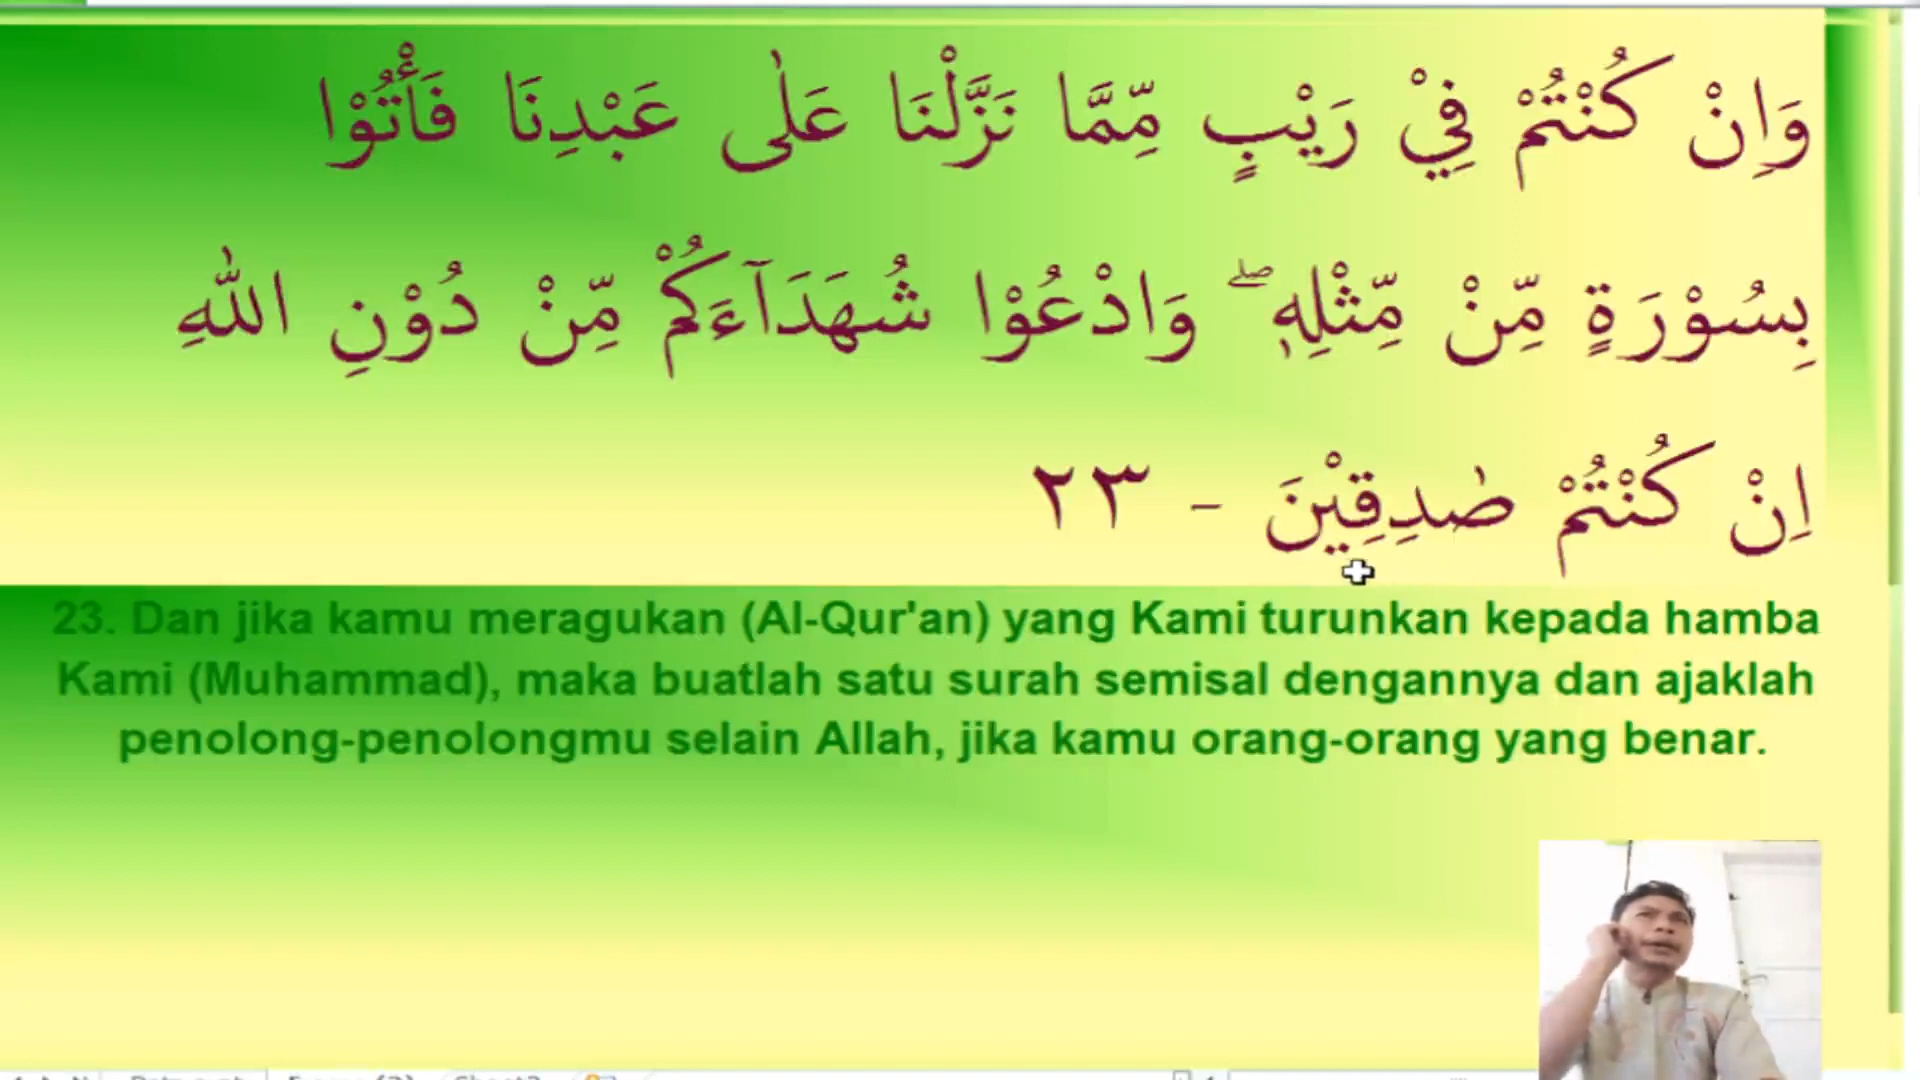 وَاِنْ كُنْتُمْ فِيْ رَيْبٍ مِّمَّا نَزَّلْنَا عَلٰى عَبْدِنَا فَأْتُوْا
بِسُوْرَةٍ مِّنْ مِّثْلِهٖ ۖ وَادْعُوْا شُهَدَاۤءَكُمْ مِّنْ دُوْنِ اللّٰهِ
اِنْ كُنْتُمْ صٰدِقِيْنَ - ٢٣
23. Dan jika kamu meragukan (Al-Qur'an) yang Kami turunkan kepada hamba
Kami (Muhammad), maka buatlah satu surah semisal dengannya dan ajaklah
penolong-penolongmu selain Allah, jika kamu orang-orang yang benar.